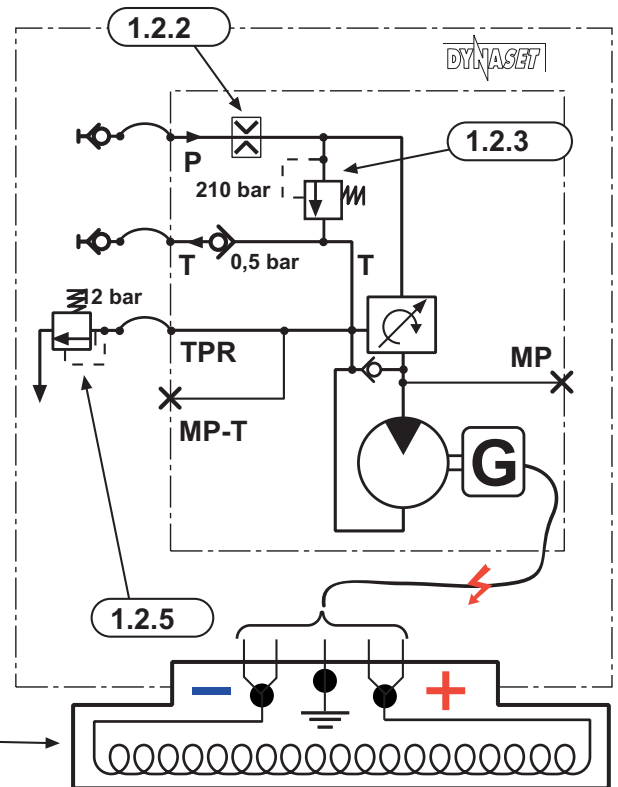 1.2.2
DYNASET
1.2.3
P
210 bar
T
0,5 bar
T
12 bar
TPR
MP
MP-T
G
1.2.5